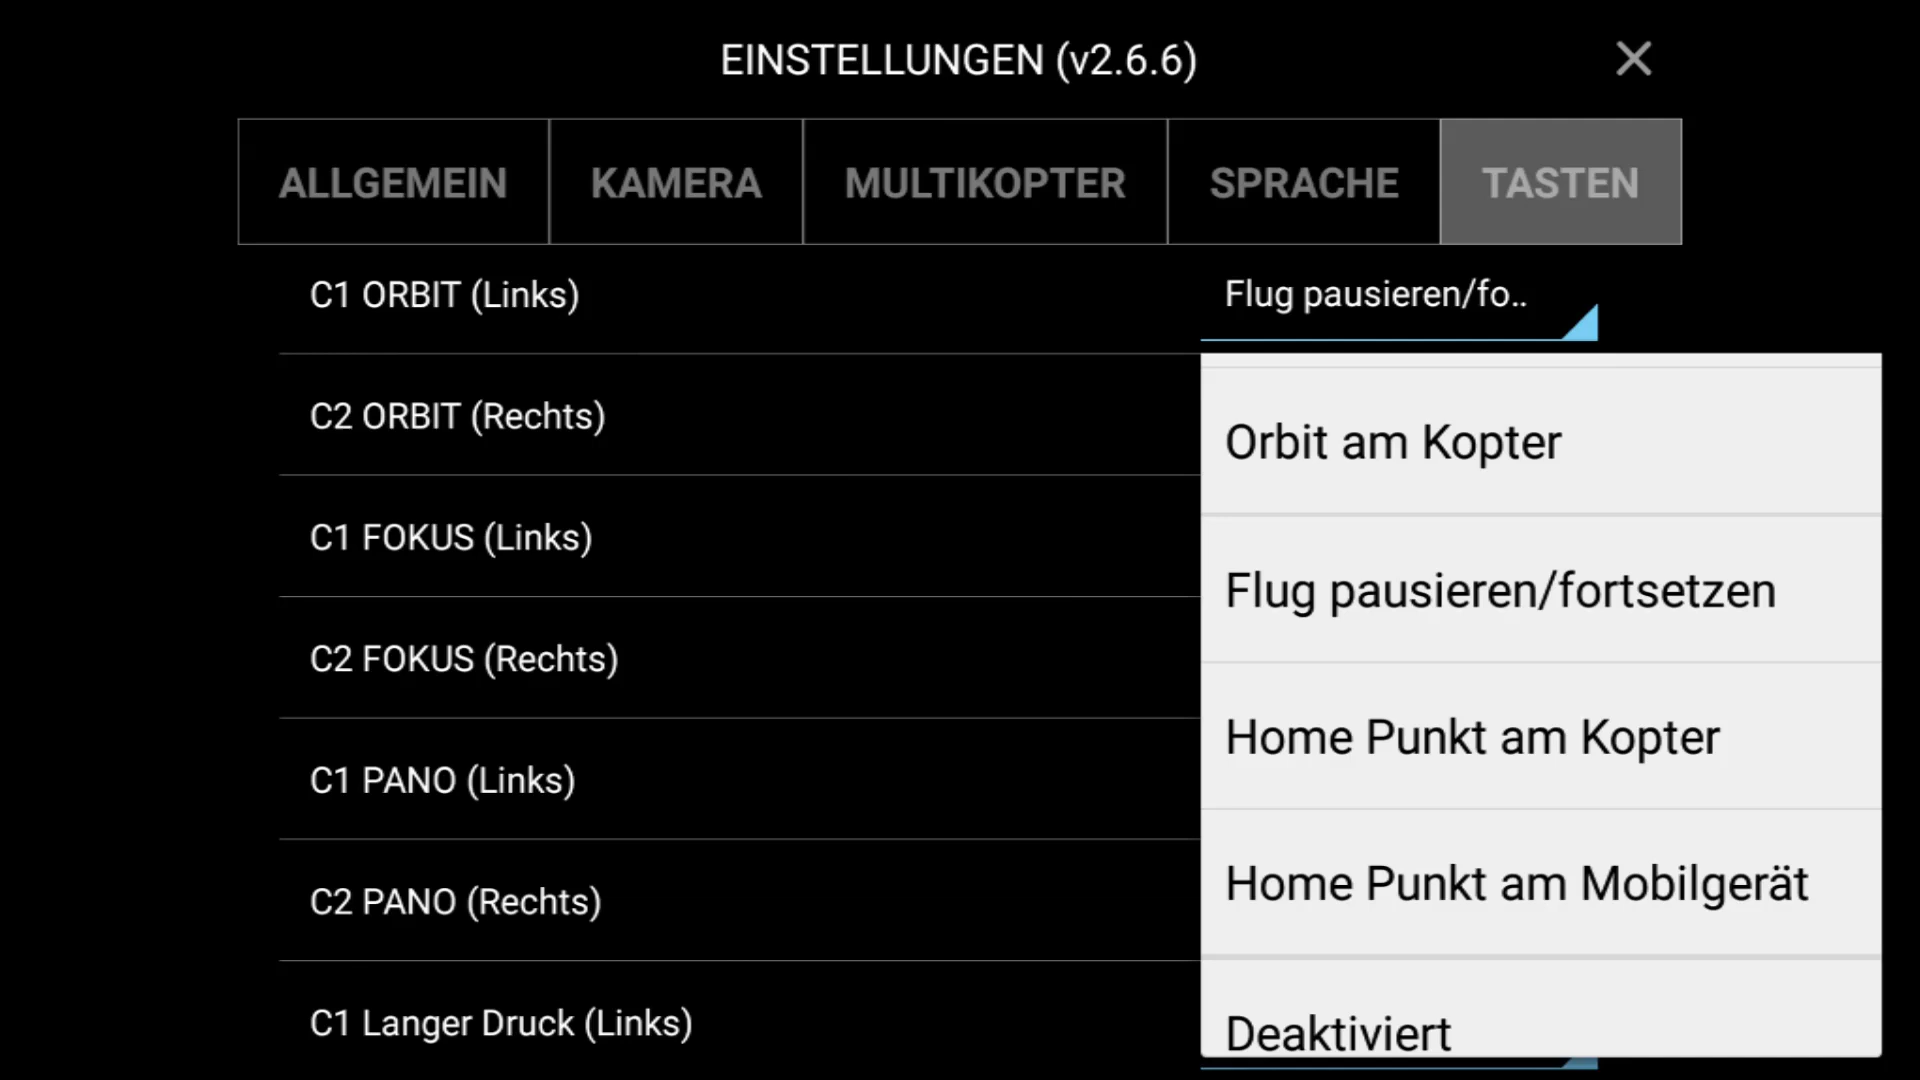 EINSTELLUNGEN (v2.6.6)
ALLGEMEIN KAMERA MULTIKOPTER SPRACHE TASTEN
C1 ORBIT (Links) Flug pausieren/fo..
C2 ORBIT (Rechts)
Orbit am Kopter
C1 FOKUS (Links)
Flug pausieren/fortsetzen
C2 FOKUS (Rechts)
Home Punkt am Kopter
C1 PANO (Links)
Home Punkt am Mobilgerät
C2 PANO (Rechts)
C1 Langer Druck (Links)
Deaktiviert